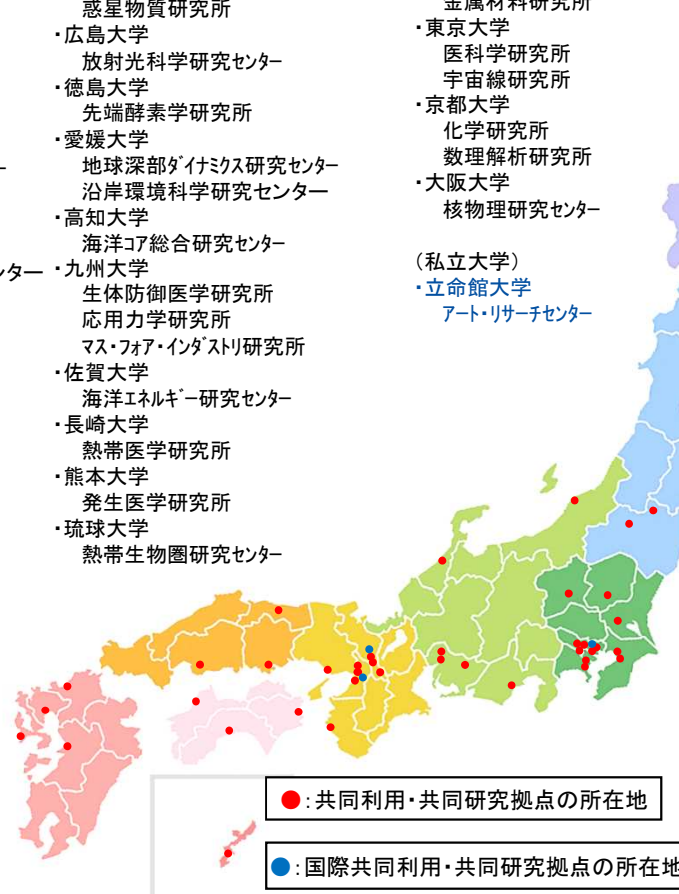 惑星物質研究所
・広島大学
放射光科学研究センター
・徳島大学
先端酵素学研究所
・愛媛大学
地球深部ダイナミクス研究センター
沿岸環境科学研究センター
・高知大学
海洋コア総合研究センター
・九州大学
生体防御医学研究所
応用力学研究所
マス・フォア・インダストリ研究所
・佐賀大学
海洋エネルギー研究センター
・長崎大学
熱帯医学研究所
・熊本大学
発生医学研究所
・琉球大学
熱帯生物圏研究センター
ー
ンター
金属材料研究所
・東京大学
医科学研究所
宇宙線研究所
・京都大学
化学研究所
数理解析研究所
・大阪大学
核物理研究センター
（私立大学）
・立命館大学
アート・リサーチセンター
：共同利用・共同研究拠点の所在地
：国際共同利用・共同研究拠点の所在地